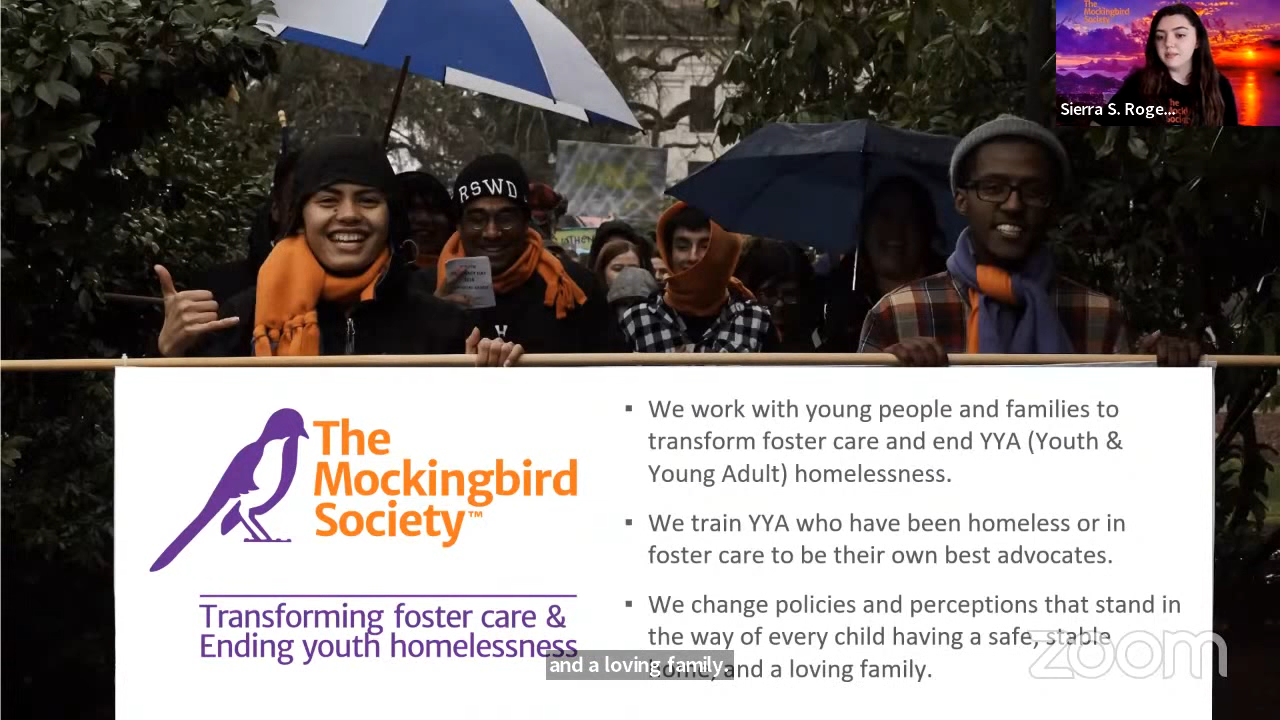 The
Mockingbird
Society
Sierra S. Roge...
RSWD
The
Mockingbird
Society™
Transforming foster care &
Ending youth homelessness
▪ We work with young people and families to
transform foster care and end YYA (Youth &
Young Adult) homelessness.
▪ We train YYA who have been homeless or in
foster care to be their own best advocates.
▪ We change policies and perceptions that stand in
the way of every child having a safe, stable
home, and a loving family.
and a loving family.
zoom